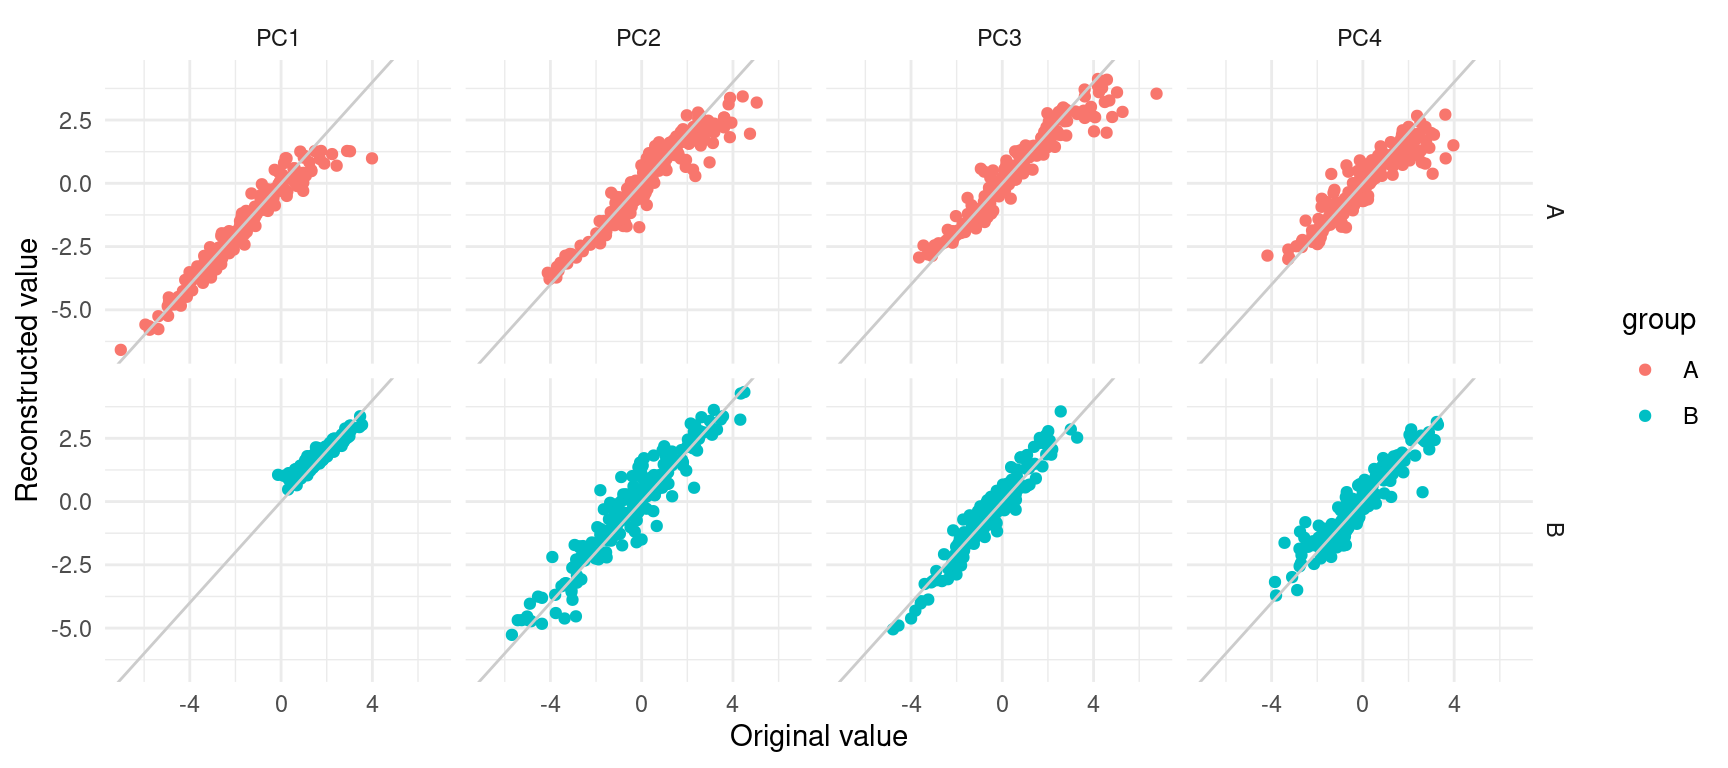 PC1 PC2 PC3 PC4
2.5
0.0
-2.5
-5.0
A
2.5
0.0
-2.5
-5.0
B
-4 0 4 -4 0 4 -4 0 4 -4 0 4
Original value
Reconstructed value
group
A
B